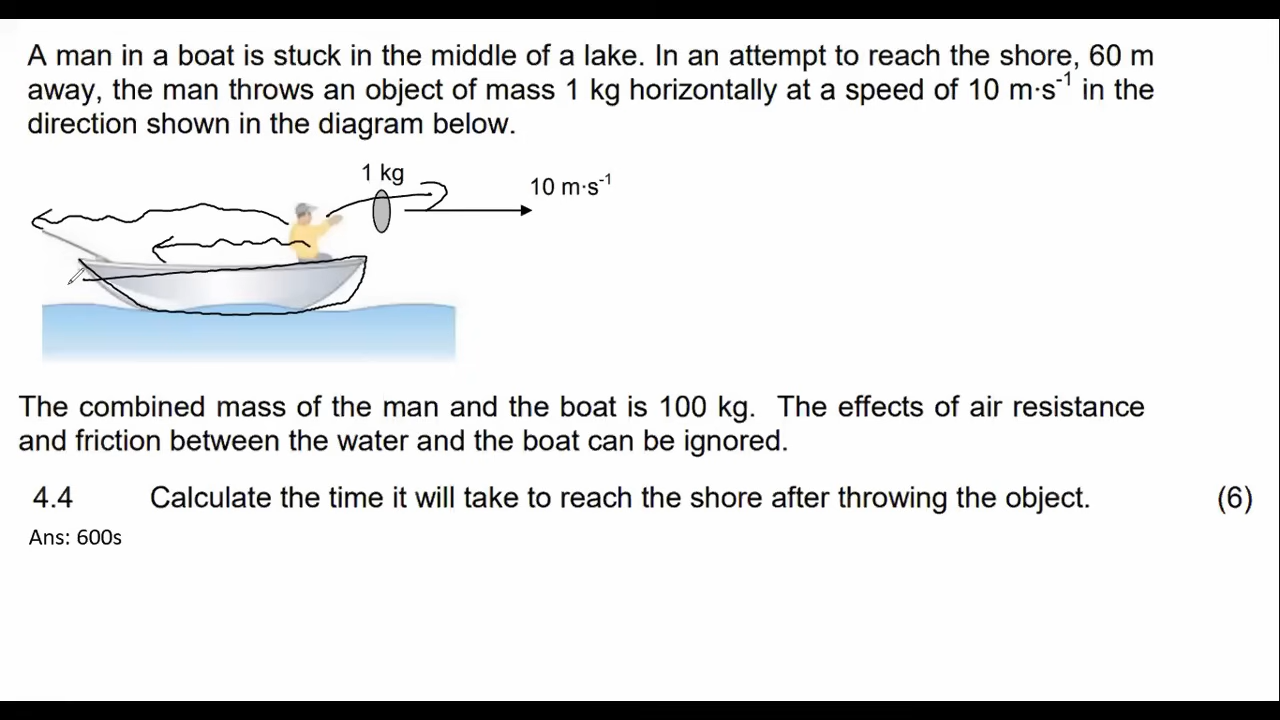 A man in a boat is stuck in the middle of a lake. In an attempt to reach the shore, 60 m
away, the man throws an object of mass 1 kg horizontally at a speed of 10 m·s⁻¹ in the
direction shown in the diagram below.
1 kg
10 m·s⁻¹
The combined mass of the man and the boat is 100 kg. The effects of air resistance
and friction between the water and the boat can be ignored.
4.4 Calculate the time it will take to reach the shore after throwing the object. (6)
Ans: 600s